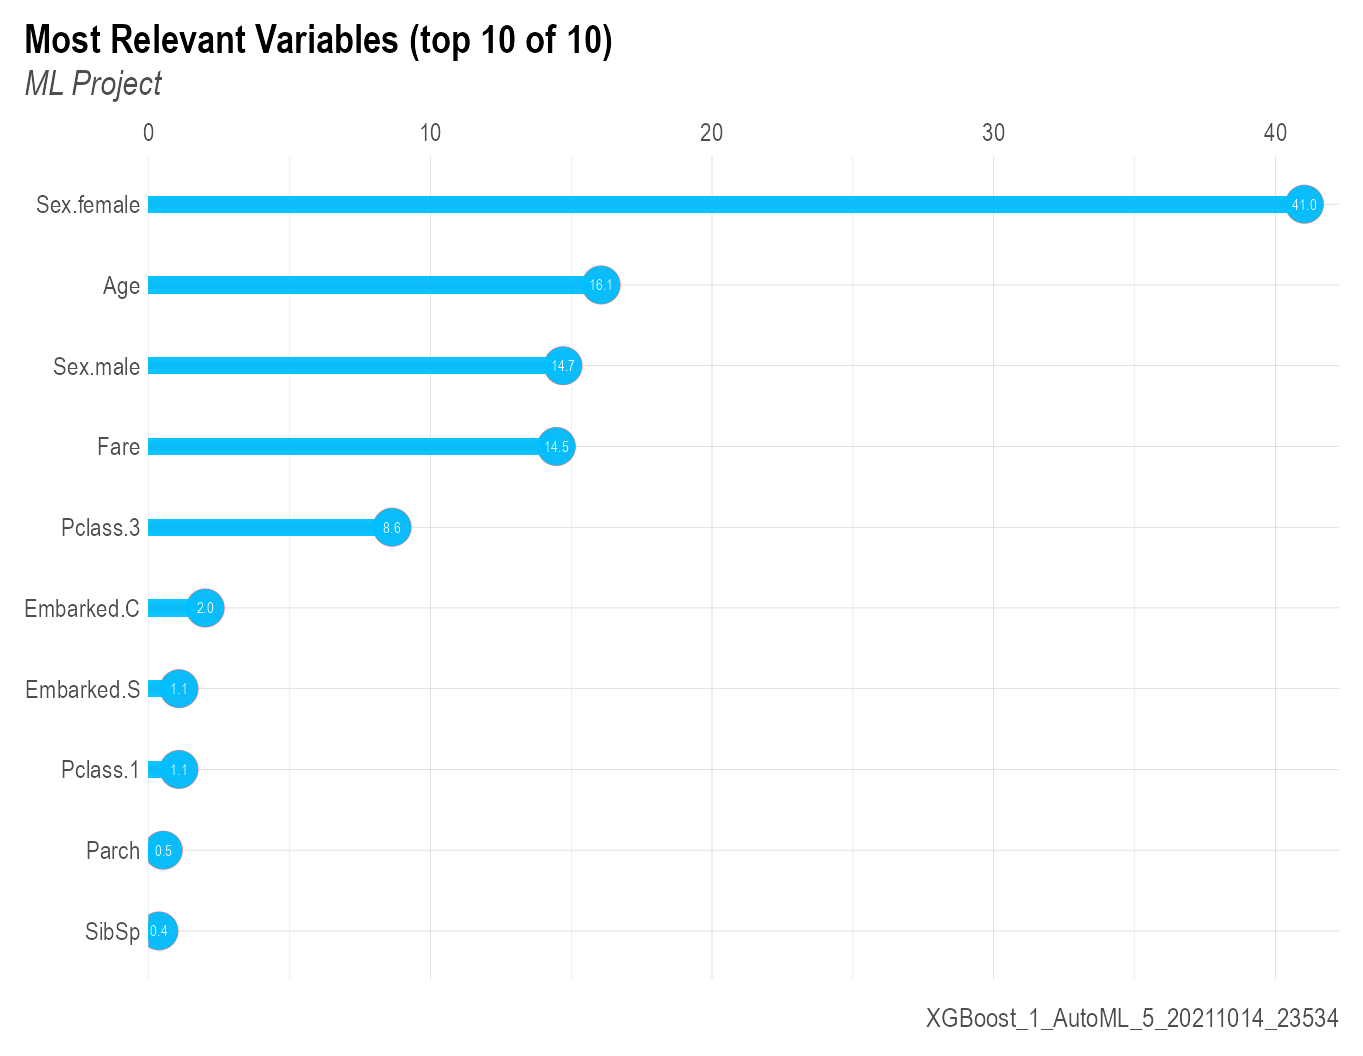 Most Relevant Variables (top 10 of 10)
ML Project
0 10 20 30 40
Sex.female 41.0
Age 16.1
Sex.male 14.7
Fare 14.5
Pclass.3 8.6
Embarked.C 2.0
Embarked.S 1.1
Pclass.1 1.1
Parch 0.5
SibSp 0.4
XGBoost_1_AutoML_5_20211014_23534